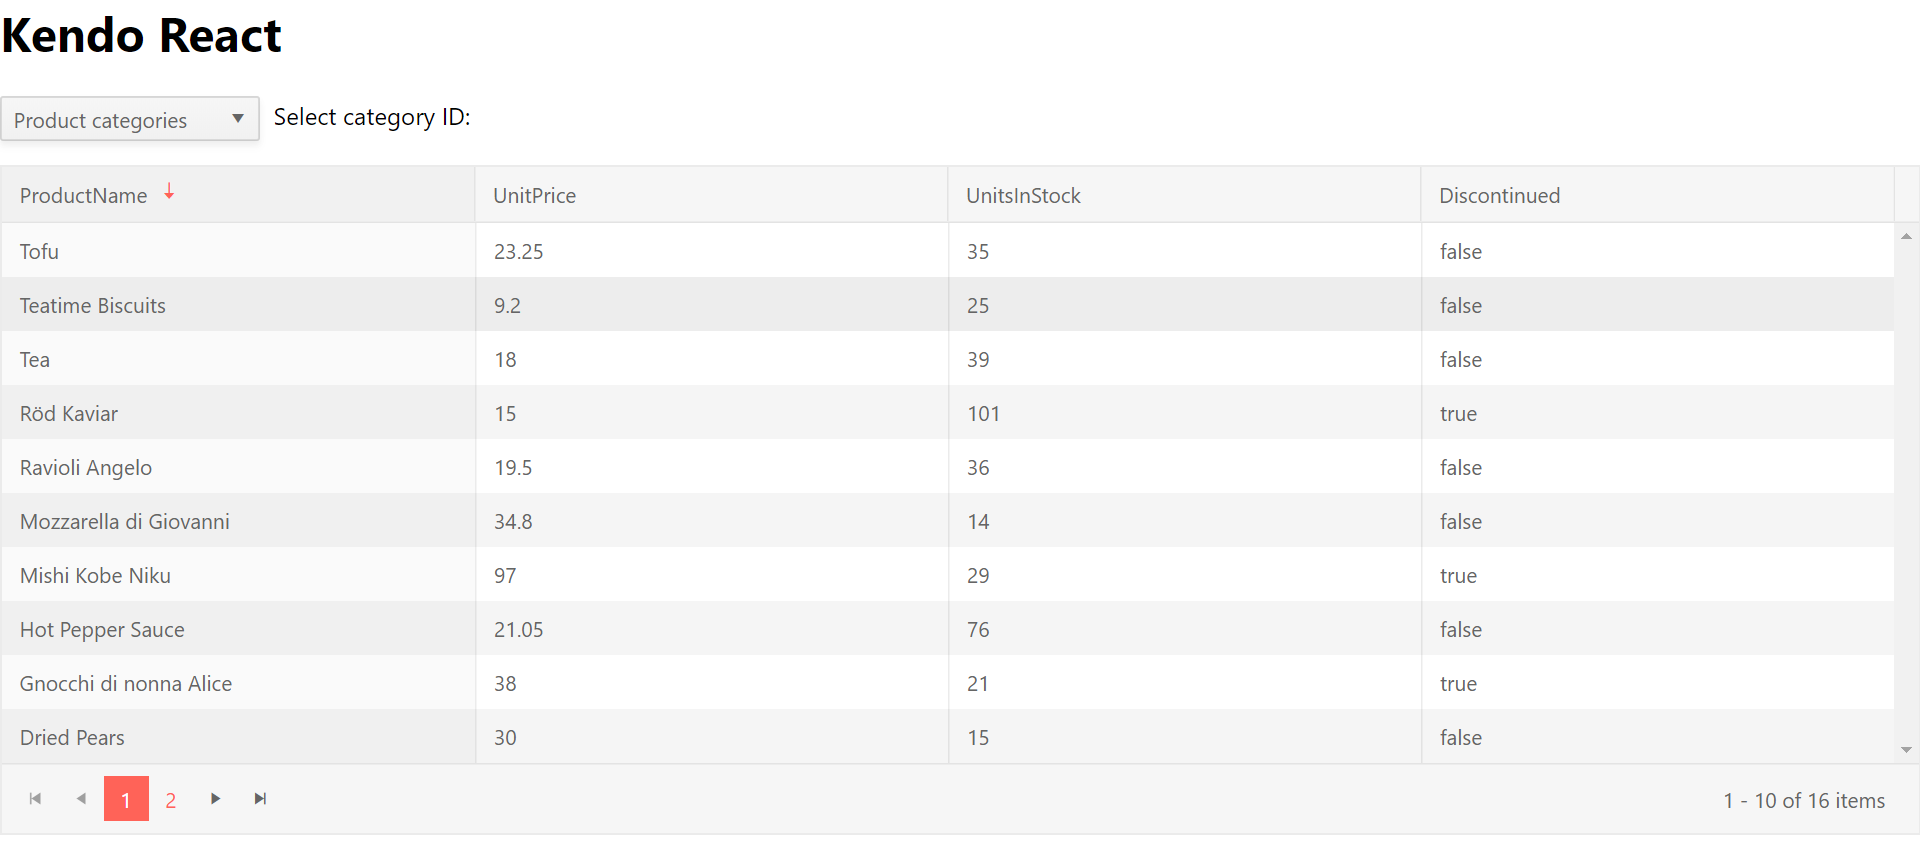 Kendo React
Product categories Select category ID:
ProductName UnitPrice UnitsInStock Discontinued
Tofu 23.25 35 false
Teatime Biscuits 9.2 25 false
Tea 18 39 false
Röd Kaviar 15 101 true
Ravioli Angelo 19.5 36 false
Mozzarella di Giovanni 34.8 14 false
Mishi Kobe Niku 97 29 true
Hot Pepper Sauce 21.05 76 false
Gnocchi di nonna Alice 38 21 true
Dried Pears 30 15 false
1 2 1 - 10 of 16 items